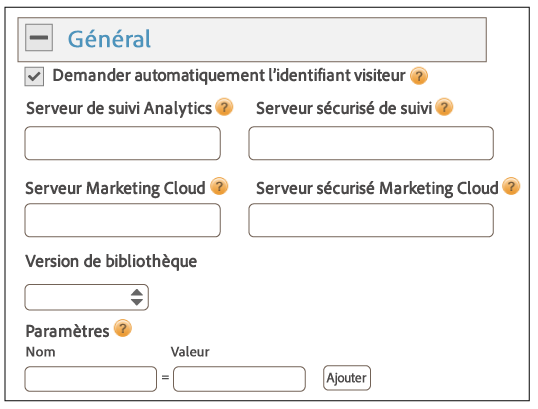 Général
Demander automatiquement l'identifiant visiteur ?
Serveur de suivi Analytics ? Serveur sécurisé de suivi ?
Serveur Marketing Cloud ? Serveur sécurisé Marketing Cloud ?
Version de bibliothèque
Paramètres ?
Nom Valeur
= Ajouter